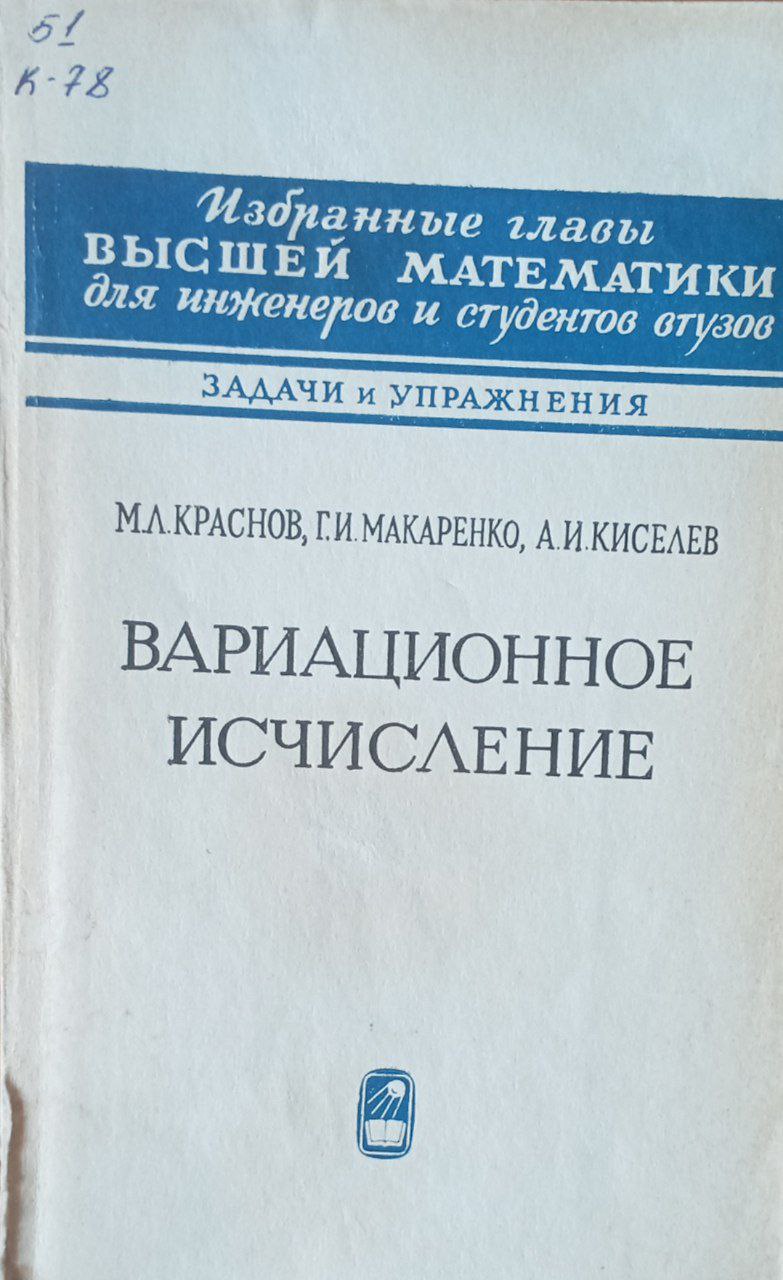 51
К-78
Избранные главы
ВЫСШЕЙ МАТЕМАТИКИ
для инженеров и студентов втузов
ЗАДАЧИ и УПРАЖНЕНИЯ
М.Л.КРАСНОВ, Г.И.МАКАРЕНКО, А.И.КИСЕЛЕВ
ВАРИАЦИОННОЕ
ИСЧИСЛЕНИЕ